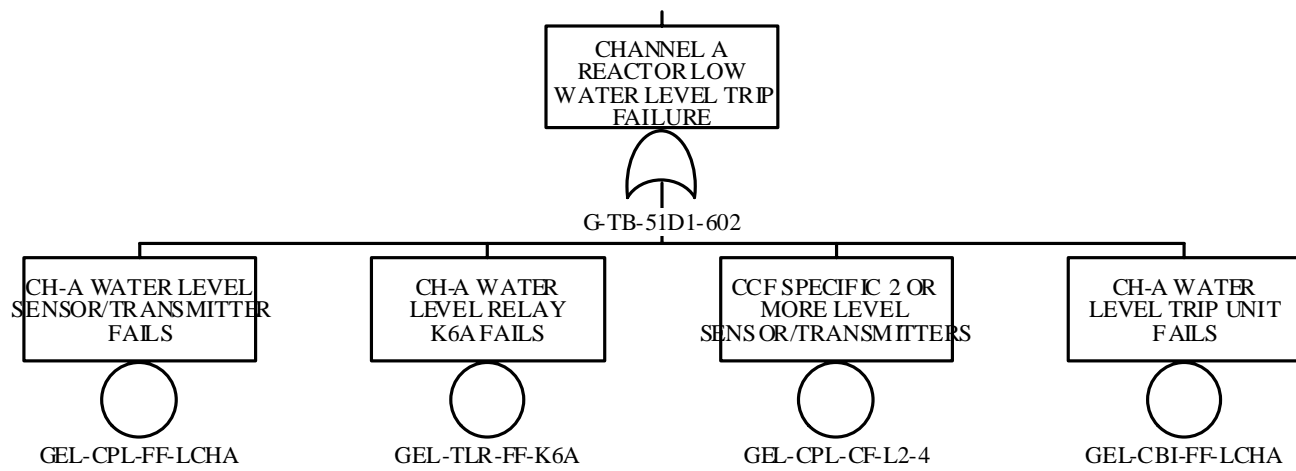 CHANNEL A
REACTOR LOW
WATER LEVEL TRIP
FAILURE
G-TB-51D1-602
CH-A WATER LEVEL
SENSOR/TRANSMITTER
FAILS
CH-A WATER
LEVEL RELAY
K6A FAILS
CCF SPECIFIC 2 OR
MORE LEVEL
SENSOR/TRANSMITTERS
CH-A WATER
LEVEL TRIP UNIT
FAILS
GEL-CPL-FF-LCHA
GEL-TLR-FF-K6A
GEL-CPL-CF-L2-4
GEL-CBI-FF-LCHA